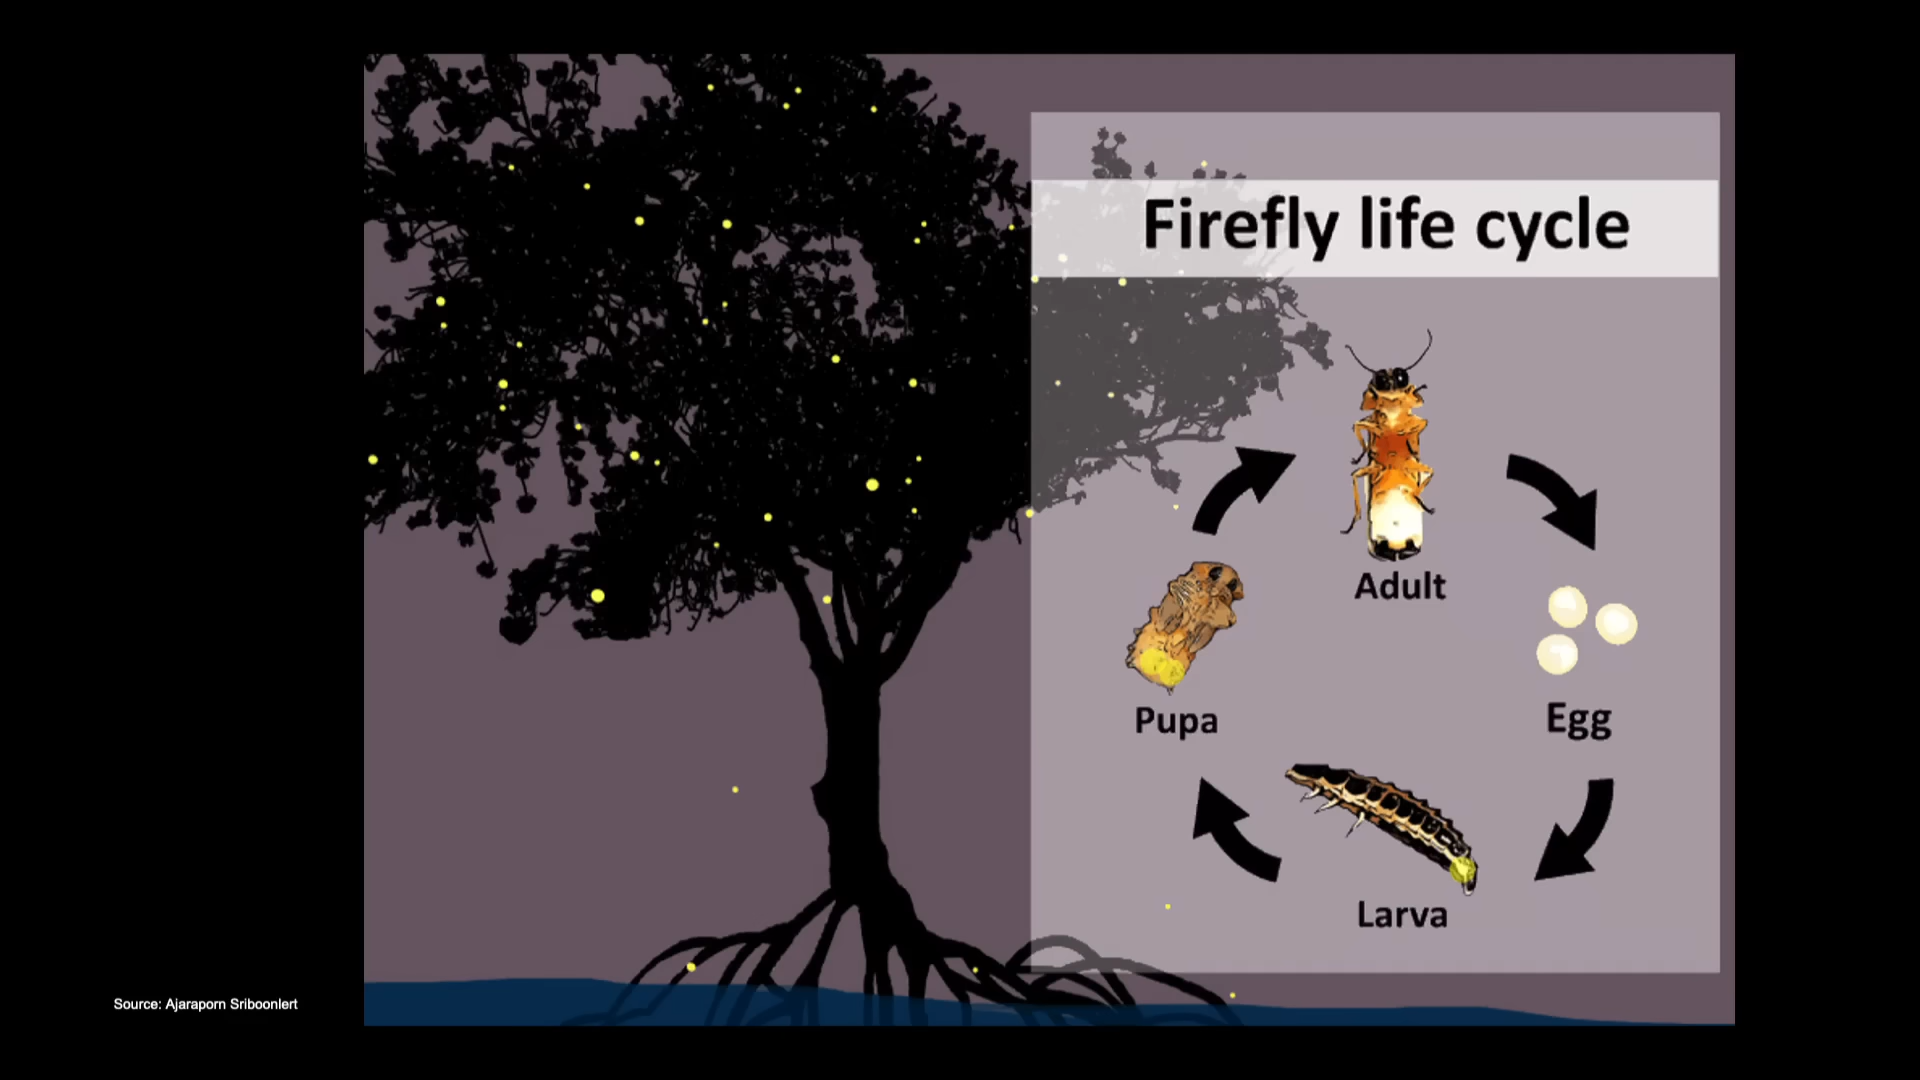 Firefly life cycle
Adult
Pupa
Egg
Larva
Source: Ajaraporn Sriboonlert